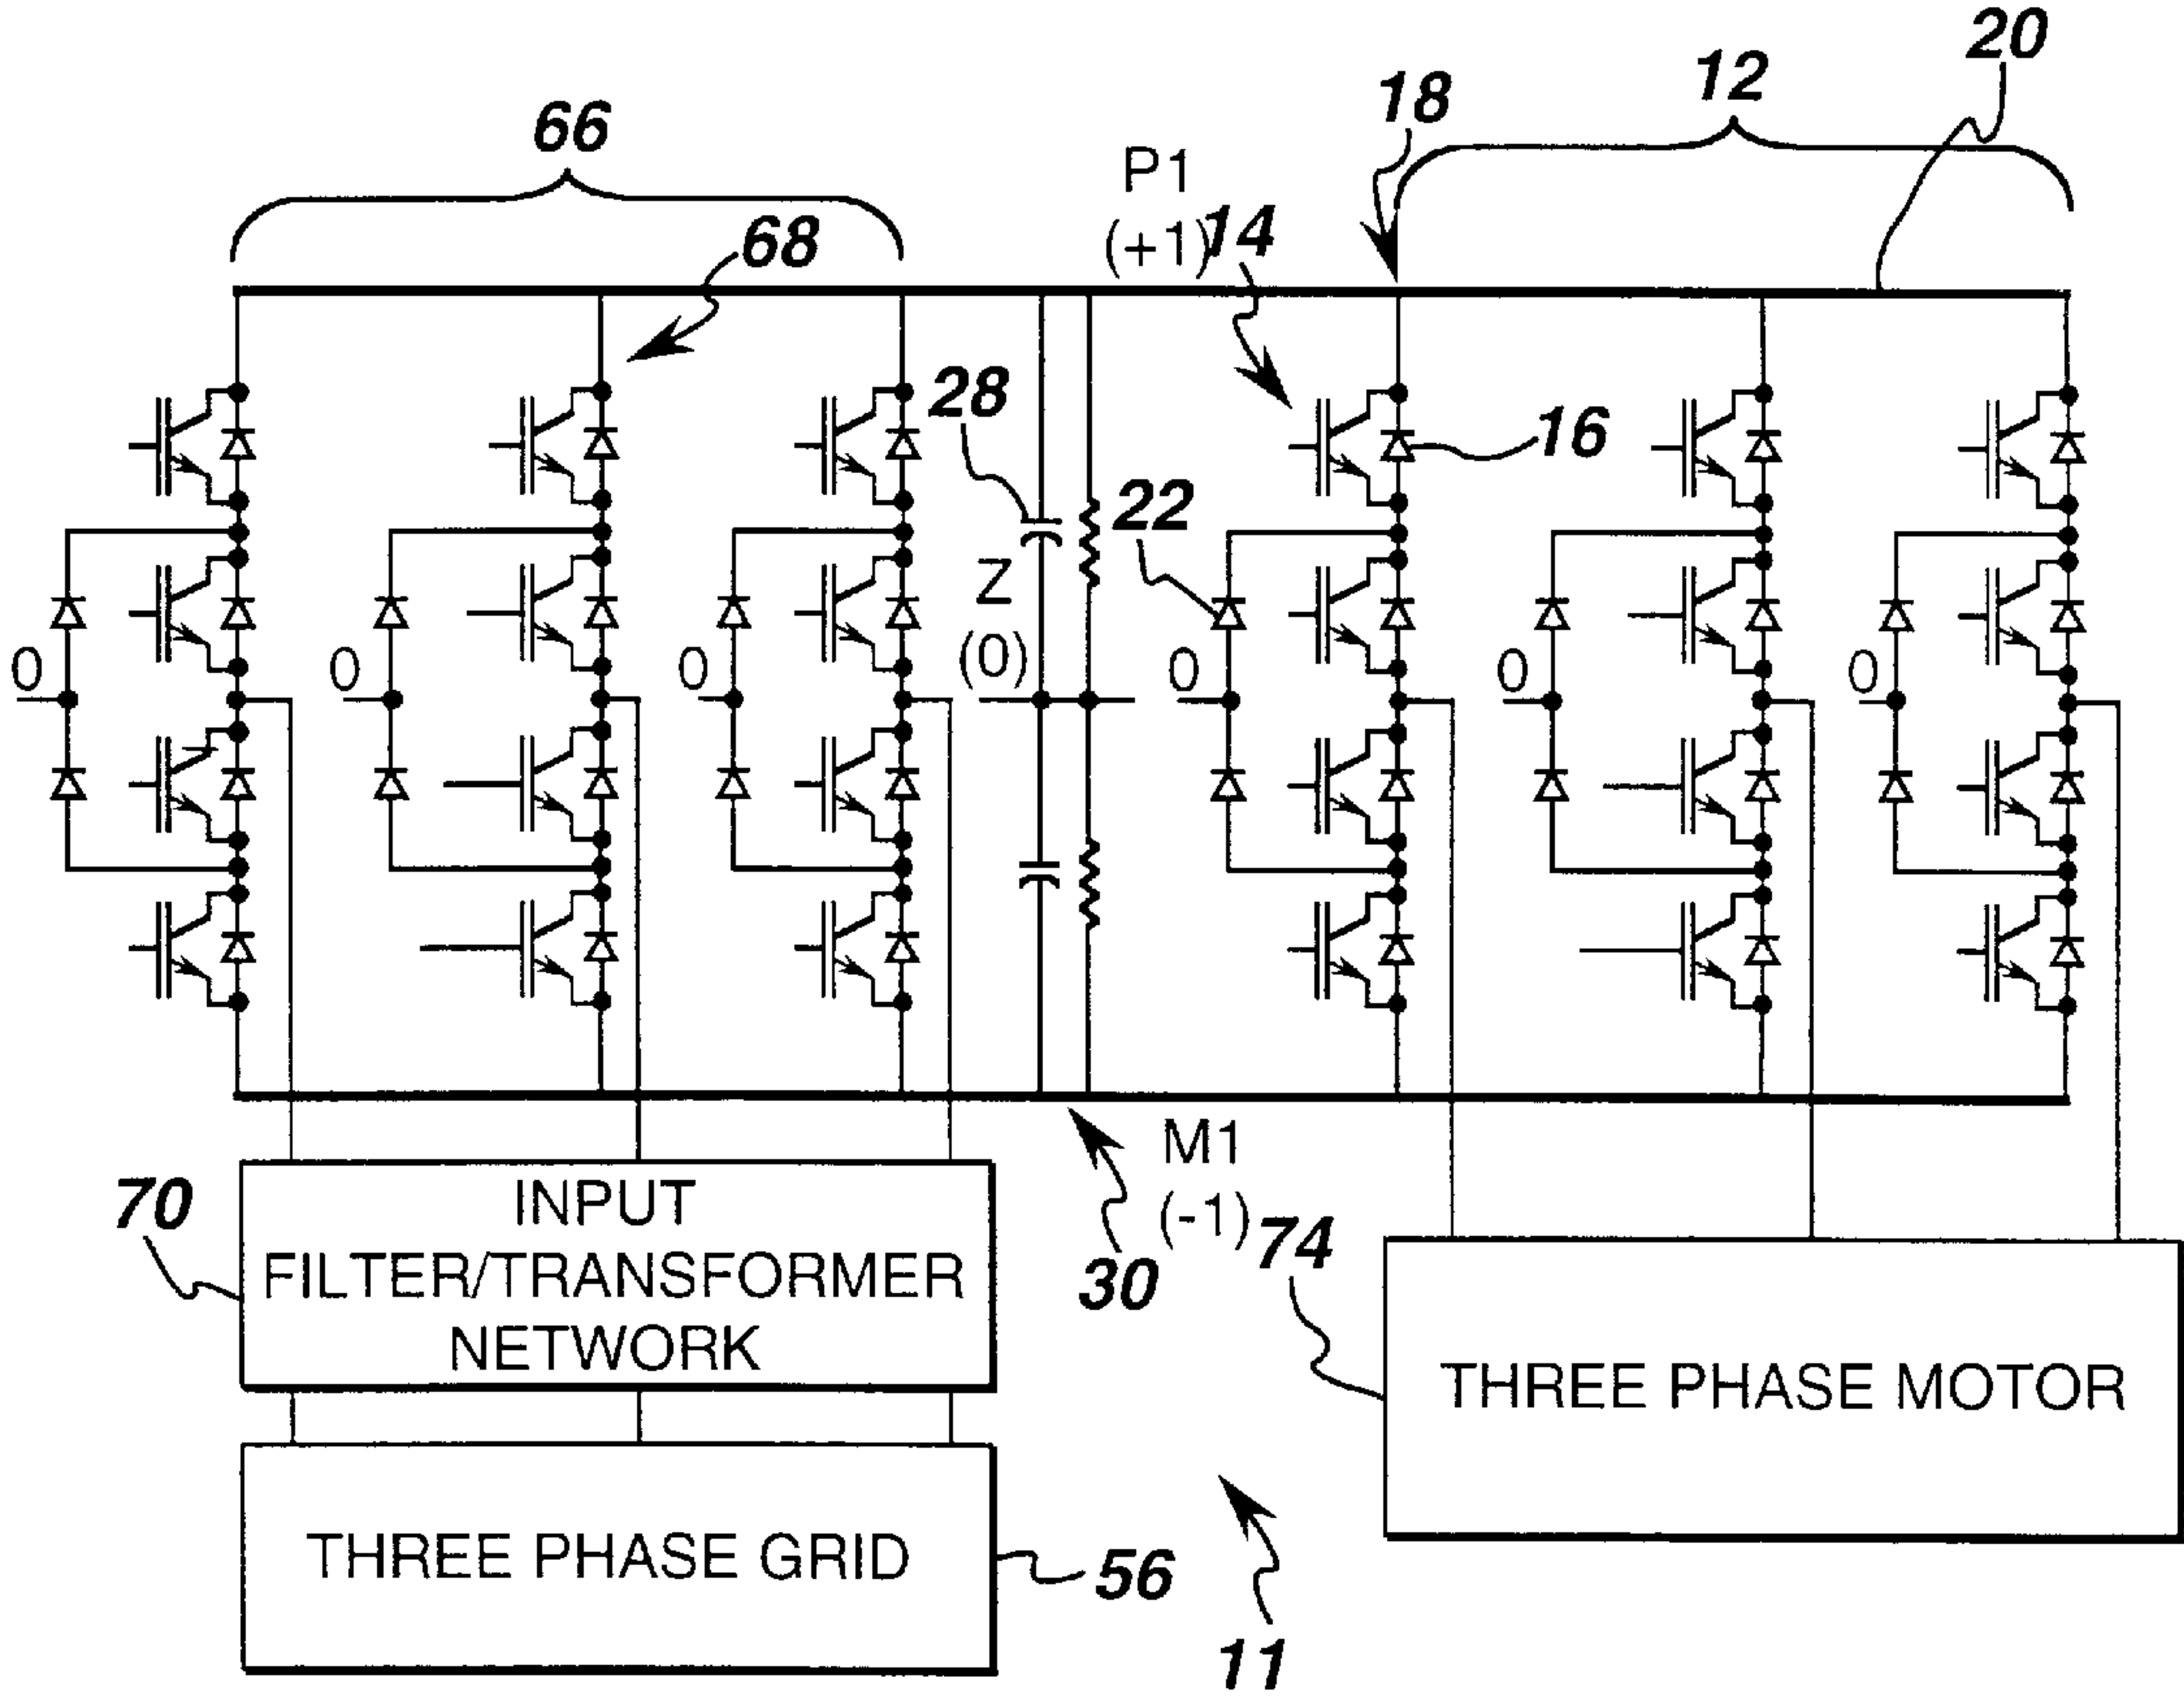 20
12
18
66
P1
(+1)
14
68
28
16
22
Z
(0)
0
0
0
0
0
0
M1
(-1)
70
INPUT
FILTER/TRANSFORMER
NETWORK
30
74
THREE PHASE MOTOR
THREE PHASE GRID
56
11